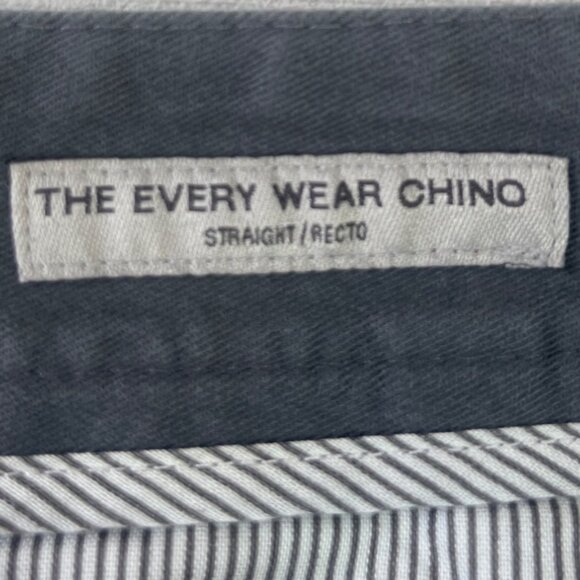 THE EVERY WEAR CHINO
STRAIGHT/RECTO